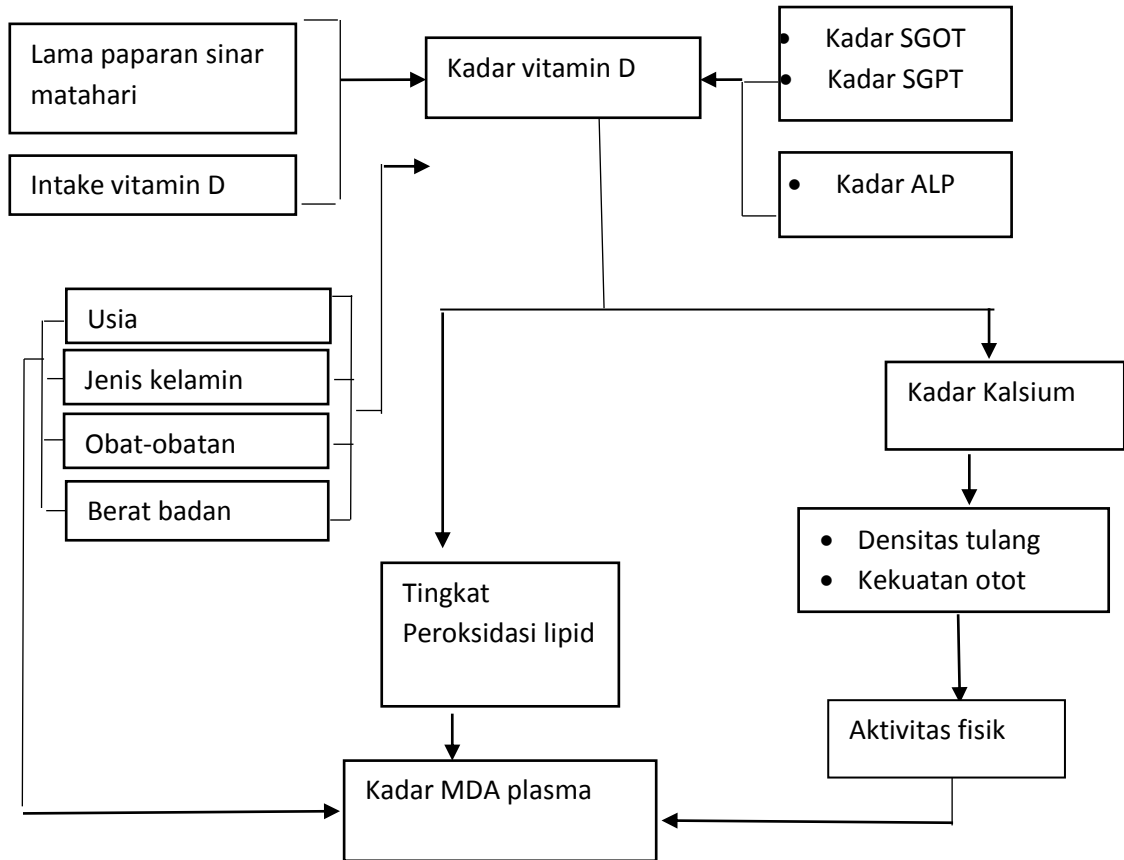 Lama paparan sinar
matahari
Intake vitamin D
Kadar vitamin D
• Kadar SGOT
• Kadar SGPT
• Kadar ALP
Usia
Jenis kelamin
Obat-obatan
Berat badan
Kadar Kalsium
• Densitas tulang
• Kekuatan otot
Tingkat
Peroksidasi lipid
Aktivitas fisik
Kadar MDA plasma